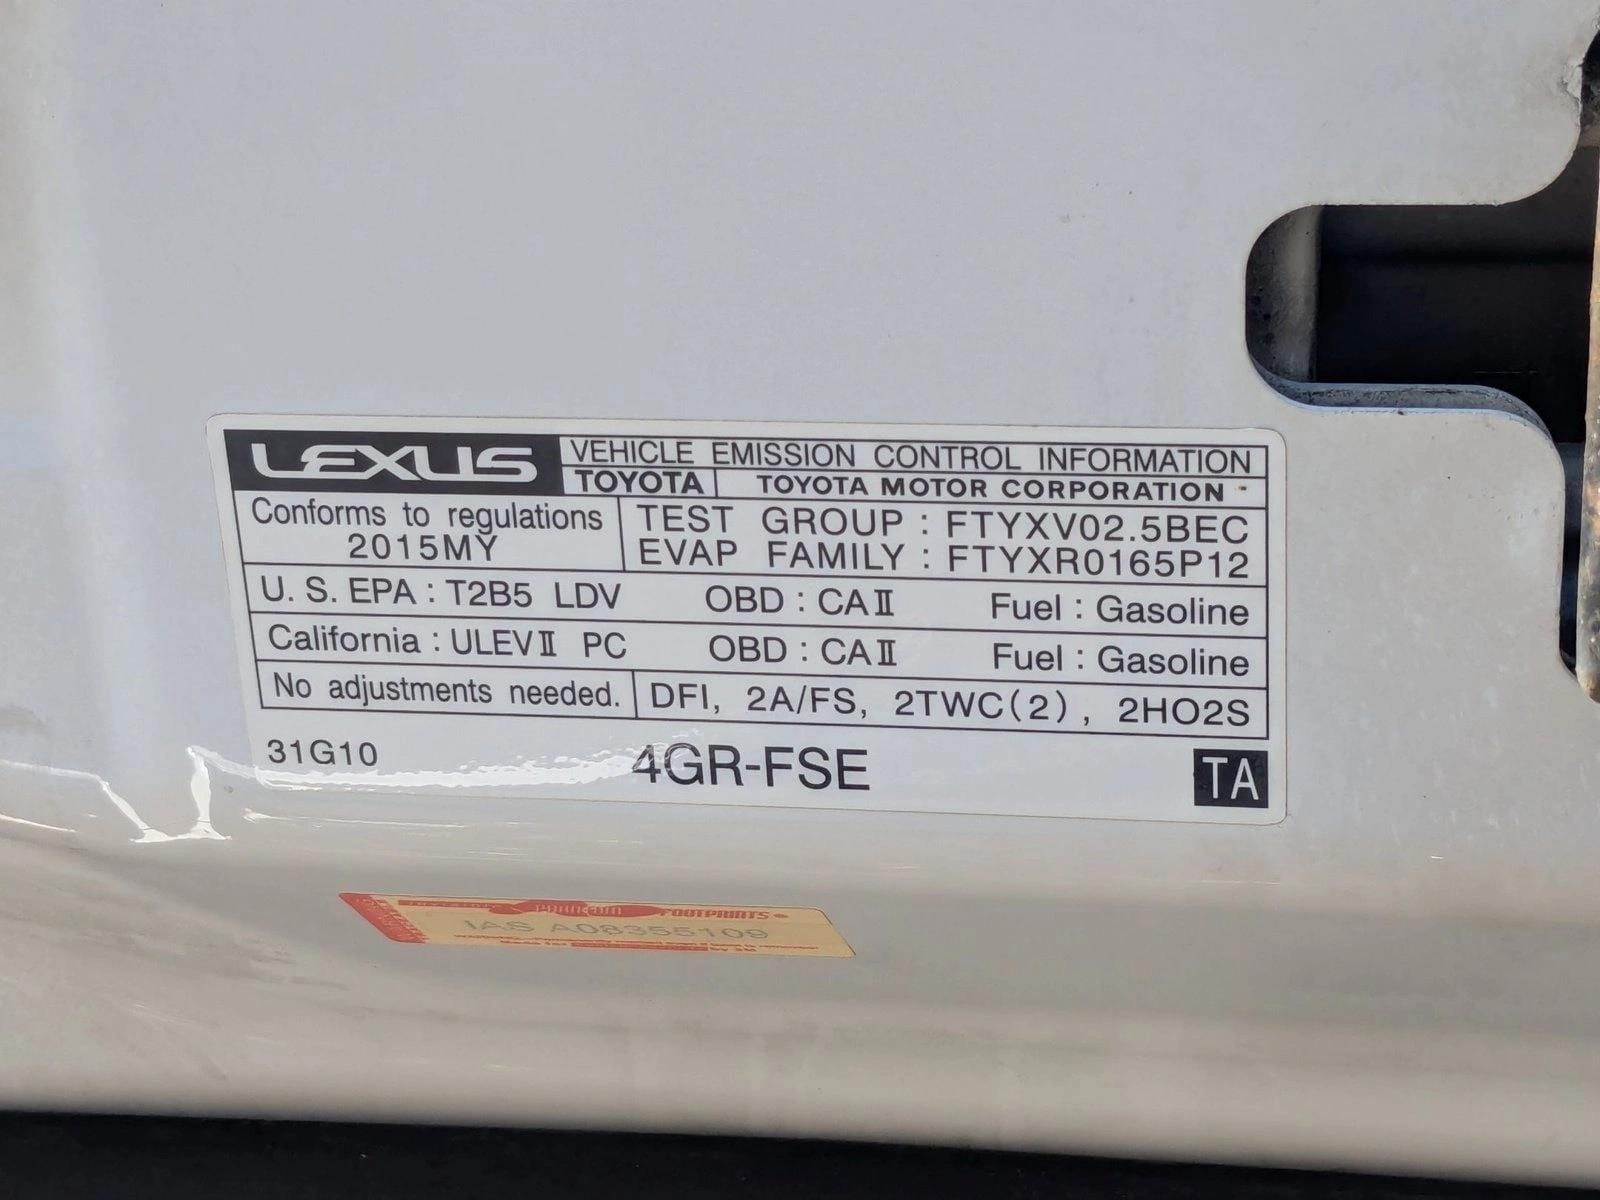 LEXUS VEHICLE EMISSION CONTROL INFORMATION
TOYOTA TOYOTA MOTOR CORPORATION
Conforms to regulations
2015MY
TEST GROUP : FTYXV02.5BEC
EVAP FAMILY : FTYXR0165P12
U.S. EPA : T2B5 LDV OBD : CAⅡ Fuel : Gasoline
California : ULEVⅡ PC OBD : CAⅡ Fuel : Gasoline
No adjustments needed. DFI, 2A/FS, 2TWC(2), 2HO2S
31G10 4GR-FSE TA
FOOTPRINTS
IAS A08355109